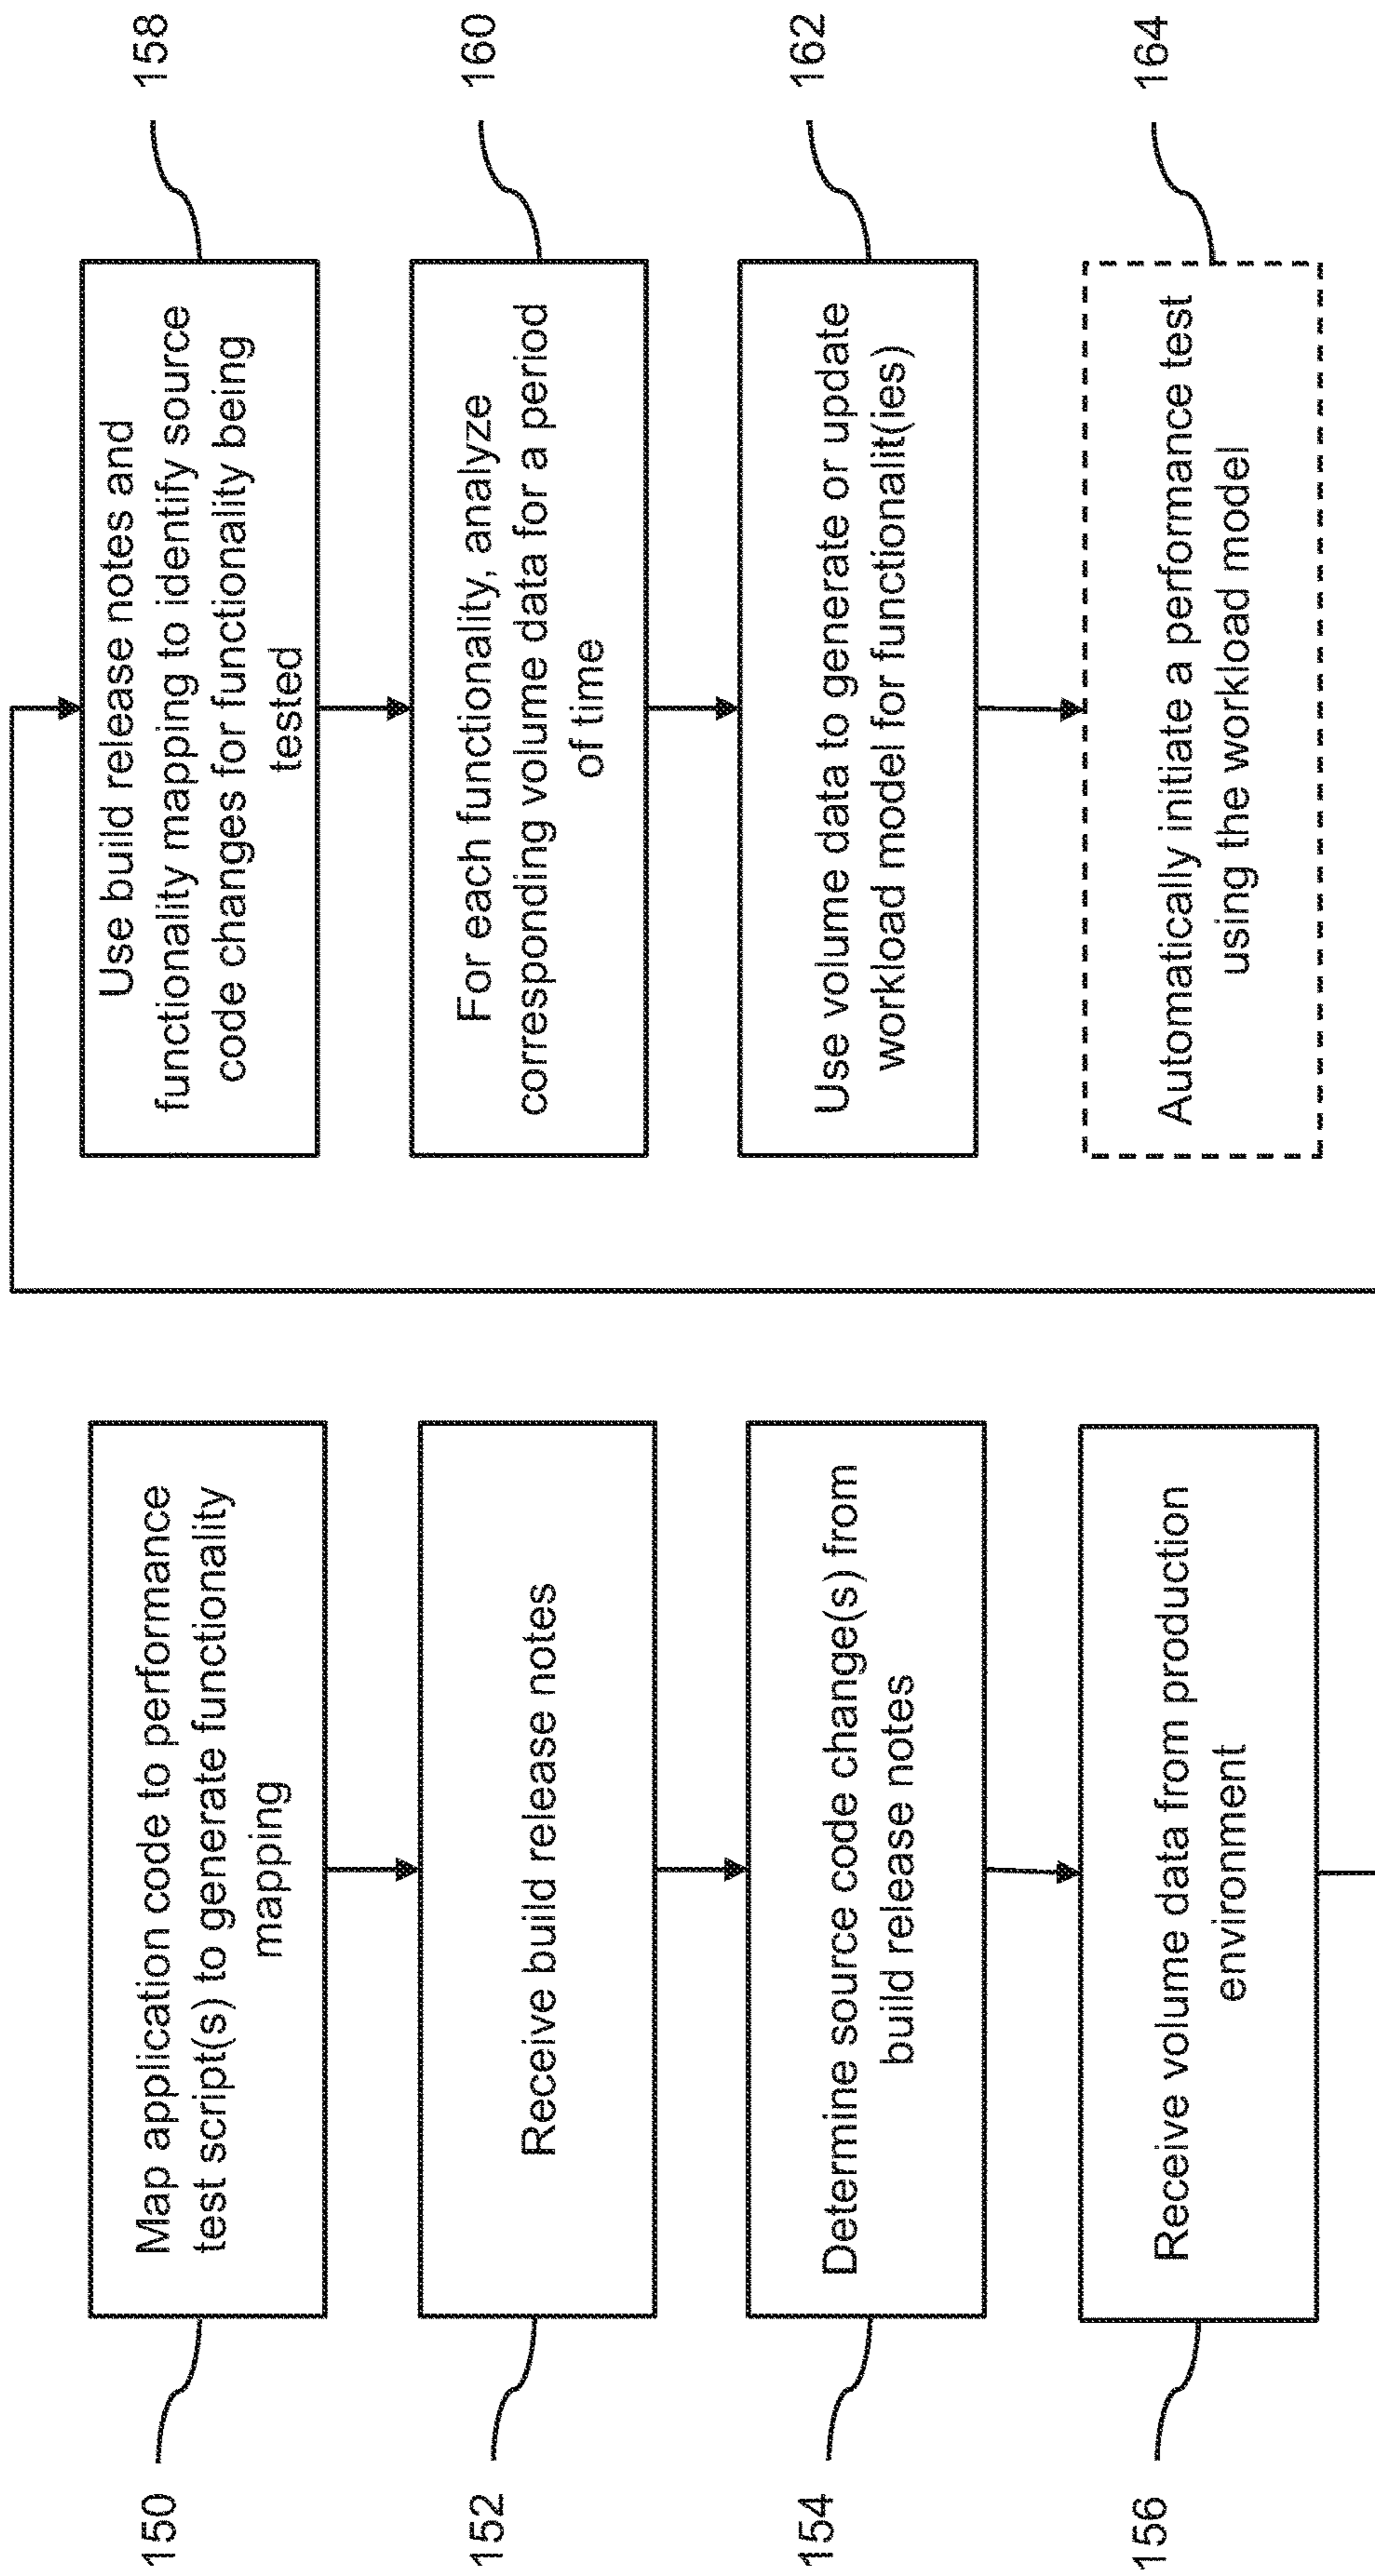 150
Map application code to performance
test script(s) to generate functionality
mapping
152
Receive build release notes
154
Determine source code change(s) from
build release notes
156
Receive volume data from production
environment
158
Use build release notes and
functionality mapping to identify source
code changes for functionality being
tested
160
For each functionality, analyze
corresponding volume data for a period
of time
162
Use volume data to generate or update
workload model for functionalit(ies)
164
Automatically initiate a performance test
using the workload model